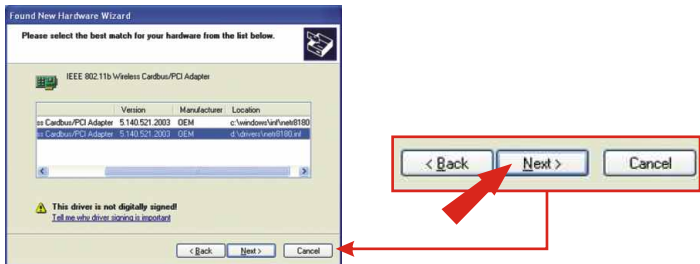 Found New Hardware Wizard
Please select the best match for your hardware from the list below.
IEEE 802.11b Wireless Cardbus/PCI Adapter
Version Manufacturer Location
ss Cardbus/PCI Adapter 5.140.521.2003 OEM c:\windows\inf\netr8180
ss Cardbus/PCI Adapter 5.140.521.2003 OEM d:\drivers\netr8180.inf
This driver is not digitally signed!
Tell me why driver signing is important
< Back Next > Cancel
< Back Next > Cancel